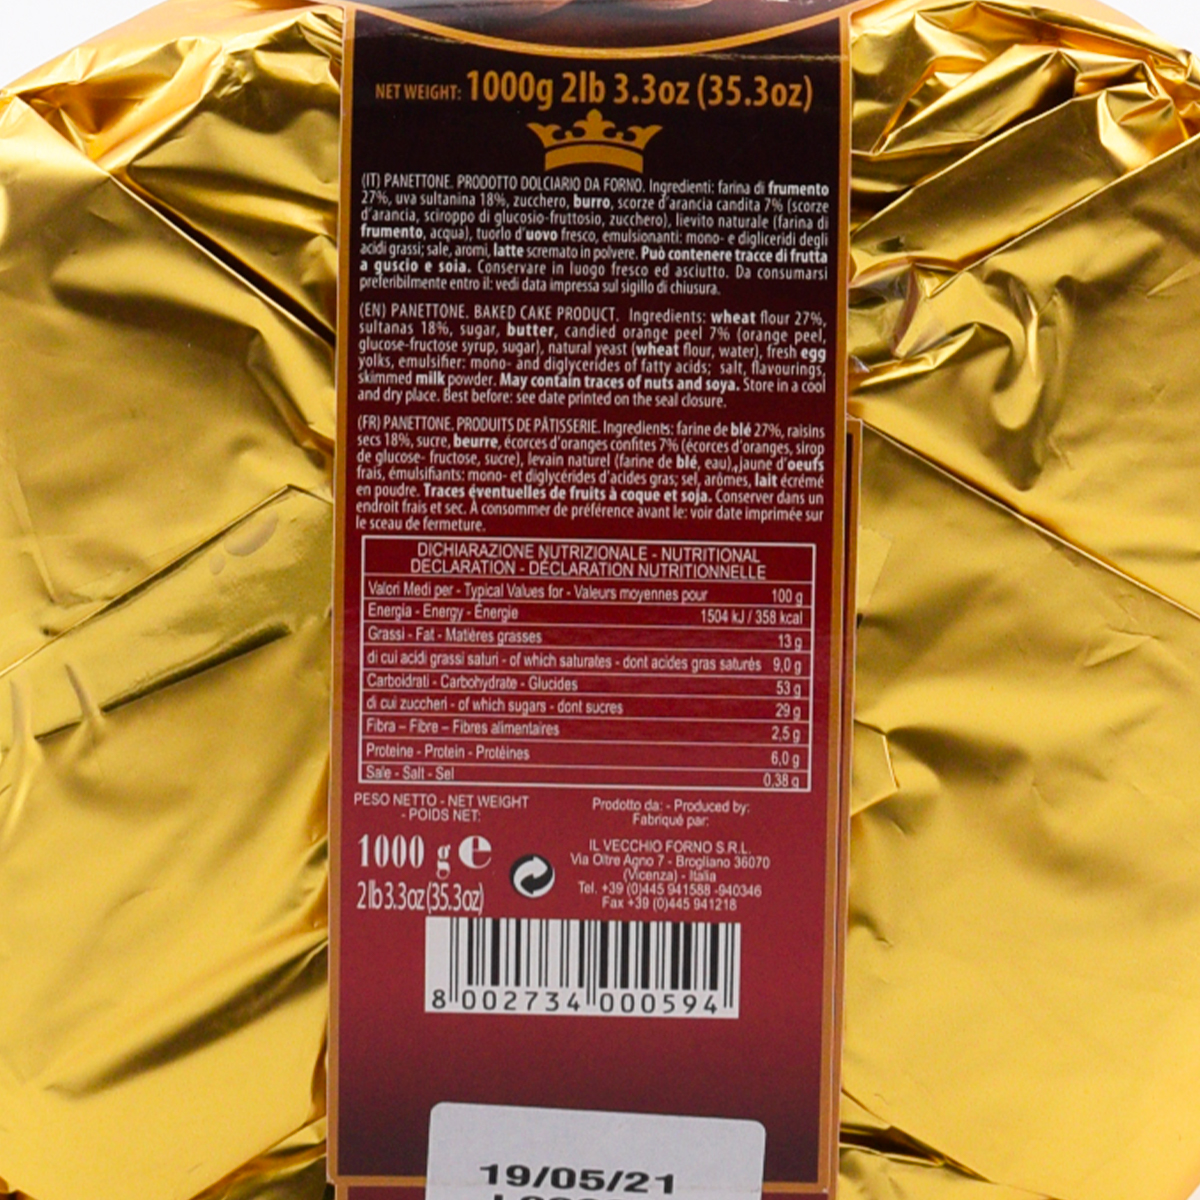 NET WEIGHT: 1000g 2lb 3.3oz (35.3oz)
(IT) PANETTONE. PRODOTTO DOLCIARIO DA FORNO. Ingredienti: farina di frumento
27%, uva sultanina 18%, zucchero, burro, scorze d'arancia candita 7% (scorze
d'arancia, sciroppo di glucosio-fruttosio, zucchero), lievito naturale (farina di
frumento, acqua), tuorlo d'uovo fresco, emulsionanti: mono- e digliceridi degli
acidi grassi; sale, aromi, latte scremato in polvere. Può contenere tracce di frutta
a guscio e soia. Conservare in luogo fresco ed asciutto. Da consumarsi
preferibilmente entro il: vedi data impressa sul sigillo di chiusura.
(EN) PANETTONE. BAKED CAKE PRODUCT. Ingredients: wheat flour 27%,
sultanas 18%, sugar, butter, candied orange peel 7% (orange peel,
glucose-fructose syrup, sugar), natural yeast (wheat flour, water), fresh egg
yolks, emulsifier: mono- and diglycerides of fatty acids; salt, flavourings,
skimmed milk powder. May contain traces of nuts and soya. Store in a cool
and dry place. Best before: see date printed on the seal closure.
(FR) PANETTONE. PRODUITS DE PÂTISSERIE. Ingredients: farine de blé 27%, raisins
secs 18%, sucre, beurre, écorces d'oranges confites 7% (écorces d'oranges, sirop
de glucose- fructose, sucre), levain naturel (farine de blé, eau), jaune d'oeufs
frais, émulsifiants: mono- et diglycérides d'acides gras; sel, arômes, lait écrémé
en poudre. Traces éventuelles de fruits à coque et soja. Conserver dans un
endroit frais et sec. À consommer de préférence avant le: voir date imprimée sur
le sceau de fermeture.
DICHIARAZIONE NUTRIZIONALE - NUTRITIONAL
DECLARATION - DÉCLARATION NUTRITIONNELLE
Valori Medi per - Typical Values for - Valeurs moyennes pour 100 g
Energia - Energy - Énergie 1504 kJ / 358 kcal
Grassi - Fat - Matières grasses 13 g
di cui acidi grassi saturi - of which saturates - dont acides gras saturés 9,0 g
Carboidrati - Carbohydrate - Glucides 53 g
di cui zuccheri - of which sugars - dont sucres 29 g
Fibra – Fibre – Fibres alimentaires 2,5 g
Proteine - Protein - Protéines 6,0 g
Sale - Salt - Sel 0,38 g
PESO NETTO - NET WEIGHT
- POIDS NET:
1000 g e
2lb3.3oz(35.3oz)
Prodotto da: - Produced by:
Fabriqué par:
IL VECCHIO FORNO S.R.L.
Via Oltre Agno 7 - Brogliano 36070
(Vicenza) - Italia
Tel. +39 (0)445 941588 -940346
Fax +39 (0)445 941218
8 002734 000594
19/05/21